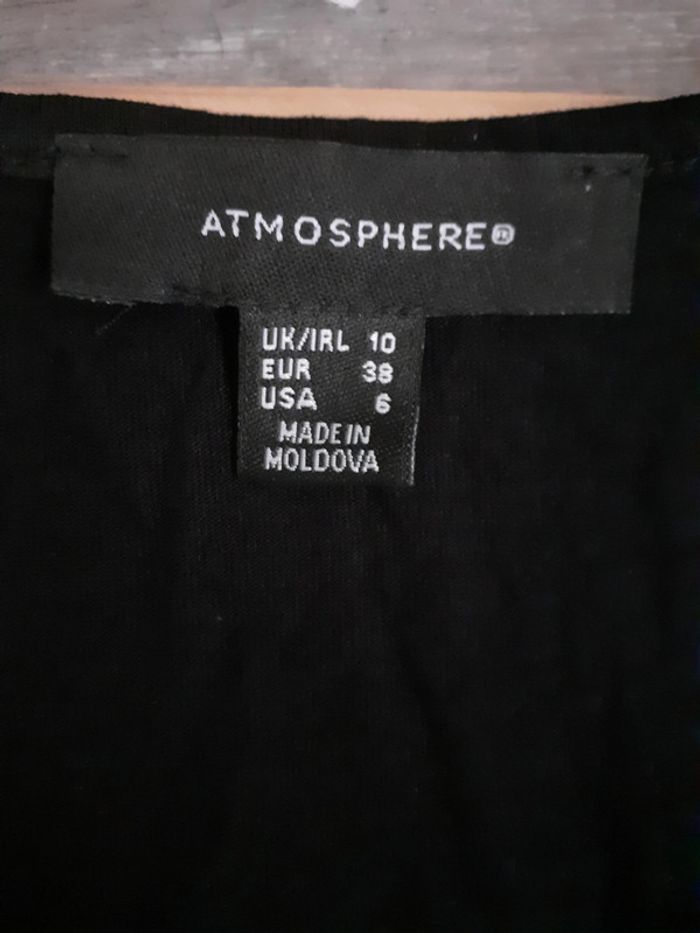 ATMOSPHERE®
UK/IRL 10
EUR 38
USA 6
MADE IN
MOLDOVA